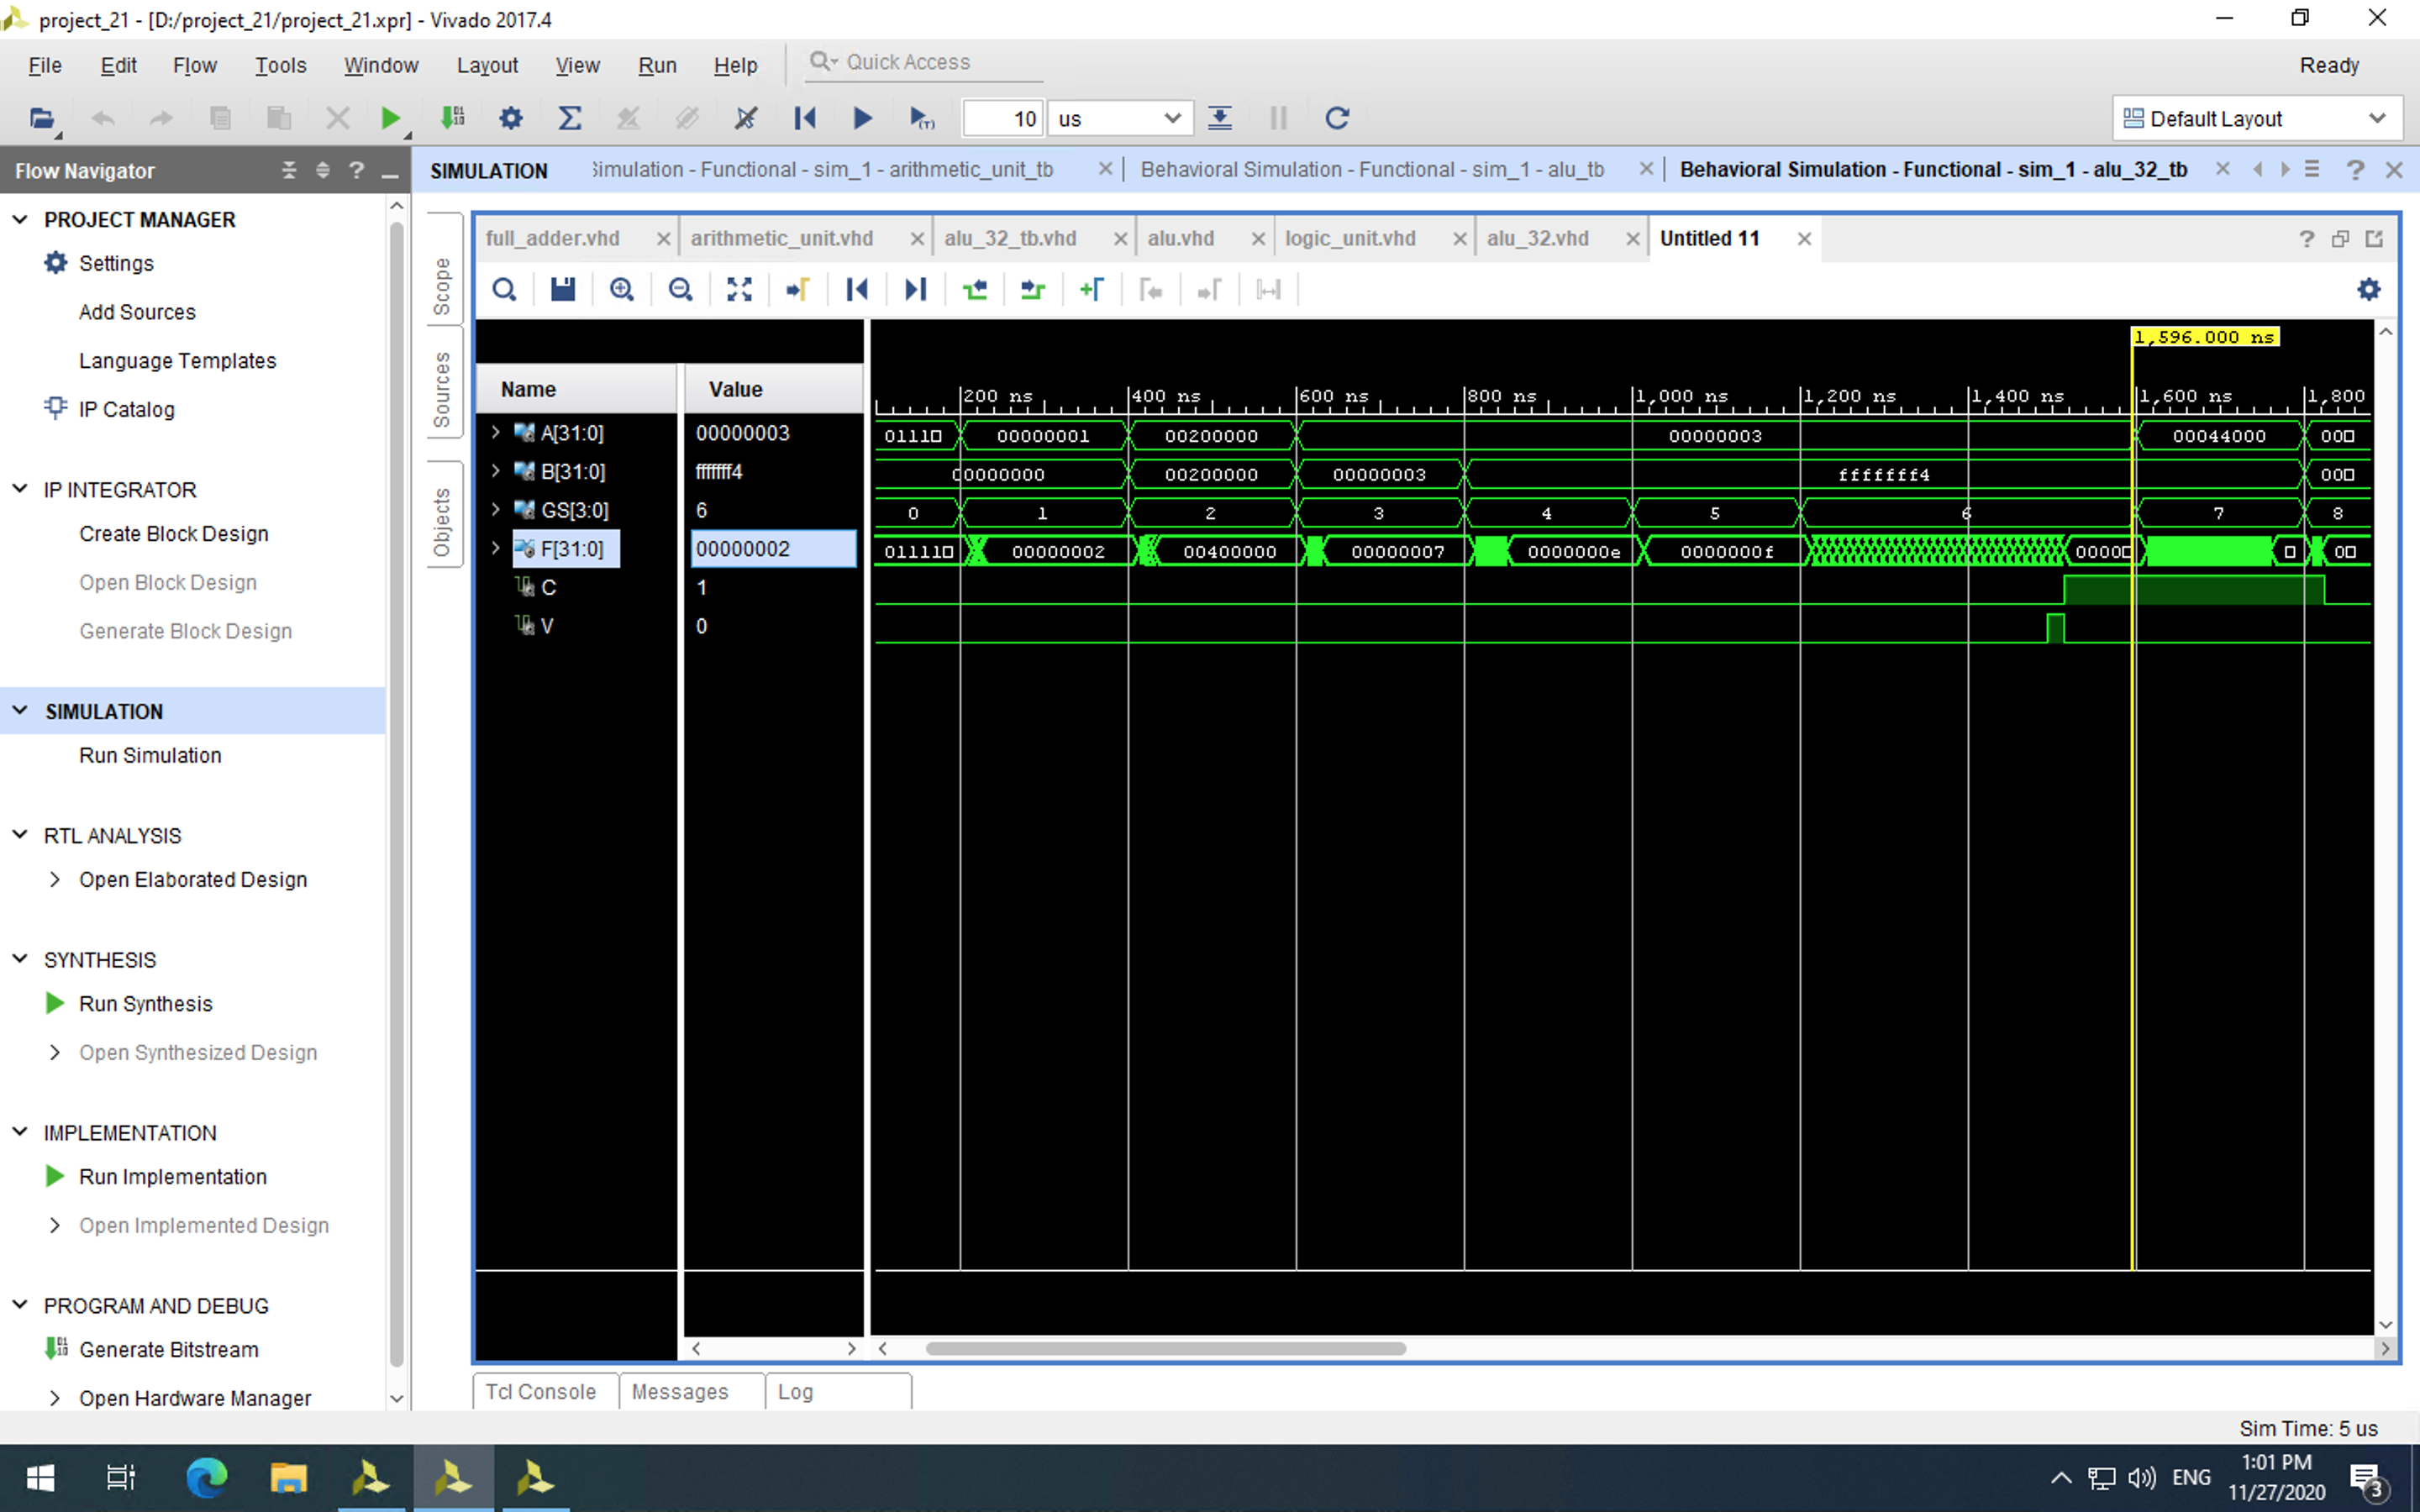 project_21 - [D:/project_21/project_21.xpr] - Vivado 2017.4
File Edit Flow Tools Window Layout View Run Help Quick Access Ready
10 us Default Layout
Flow Navigator
SIMULATION
Simulation - Functional - sim_1 - arithmetic_unit_tb
Behavioral Simulation - Functional - sim_1 - alu_tb
Behavioral Simulation - Functional - sim_1 - alu_32_tb
PROJECT MANAGER
Settings
Add Sources
Language Templates
IP Catalog
IP INTEGRATOR
Create Block Design
Open Block Design
Generate Block Design
SIMULATION
Run Simulation
RTL ANALYSIS
Open Elaborated Design
SYNTHESIS
Run Synthesis
Open Synthesized Design
IMPLEMENTATION
Run Implementation
Open Implemented Design
PROGRAM AND DEBUG
Generate Bitstream
Open Hardware Manager
Scope
Sources
Objects
full_adder.vhd arithmetic_unit.vhd alu_32_tb.vhd alu.vhd logic_unit.vhd alu_32.vhd Untitled 11
1,596.000 ns
Name Value
200 ns 400 ns 600 ns 800 ns 1,000 ns 1,200 ns 1,400 ns 1,600 ns 1,800
A[31:0] 00000003 0111 00000001 00200000 00000003 00044000 00
B[31:0] fffffff4 00000000 00200000 00000003 fffffff4 00
GS[3:0] 6 0 1 2 3 4 5 6 7 8
F[31:0] 00000002 01111 00000002 00400000 00000007 0000000e 0000000f 0000 0
C 1
V 0
Tcl Console Messages Log
Sim Time: 5 us
ENG
1:01 PM
11/27/2020
3